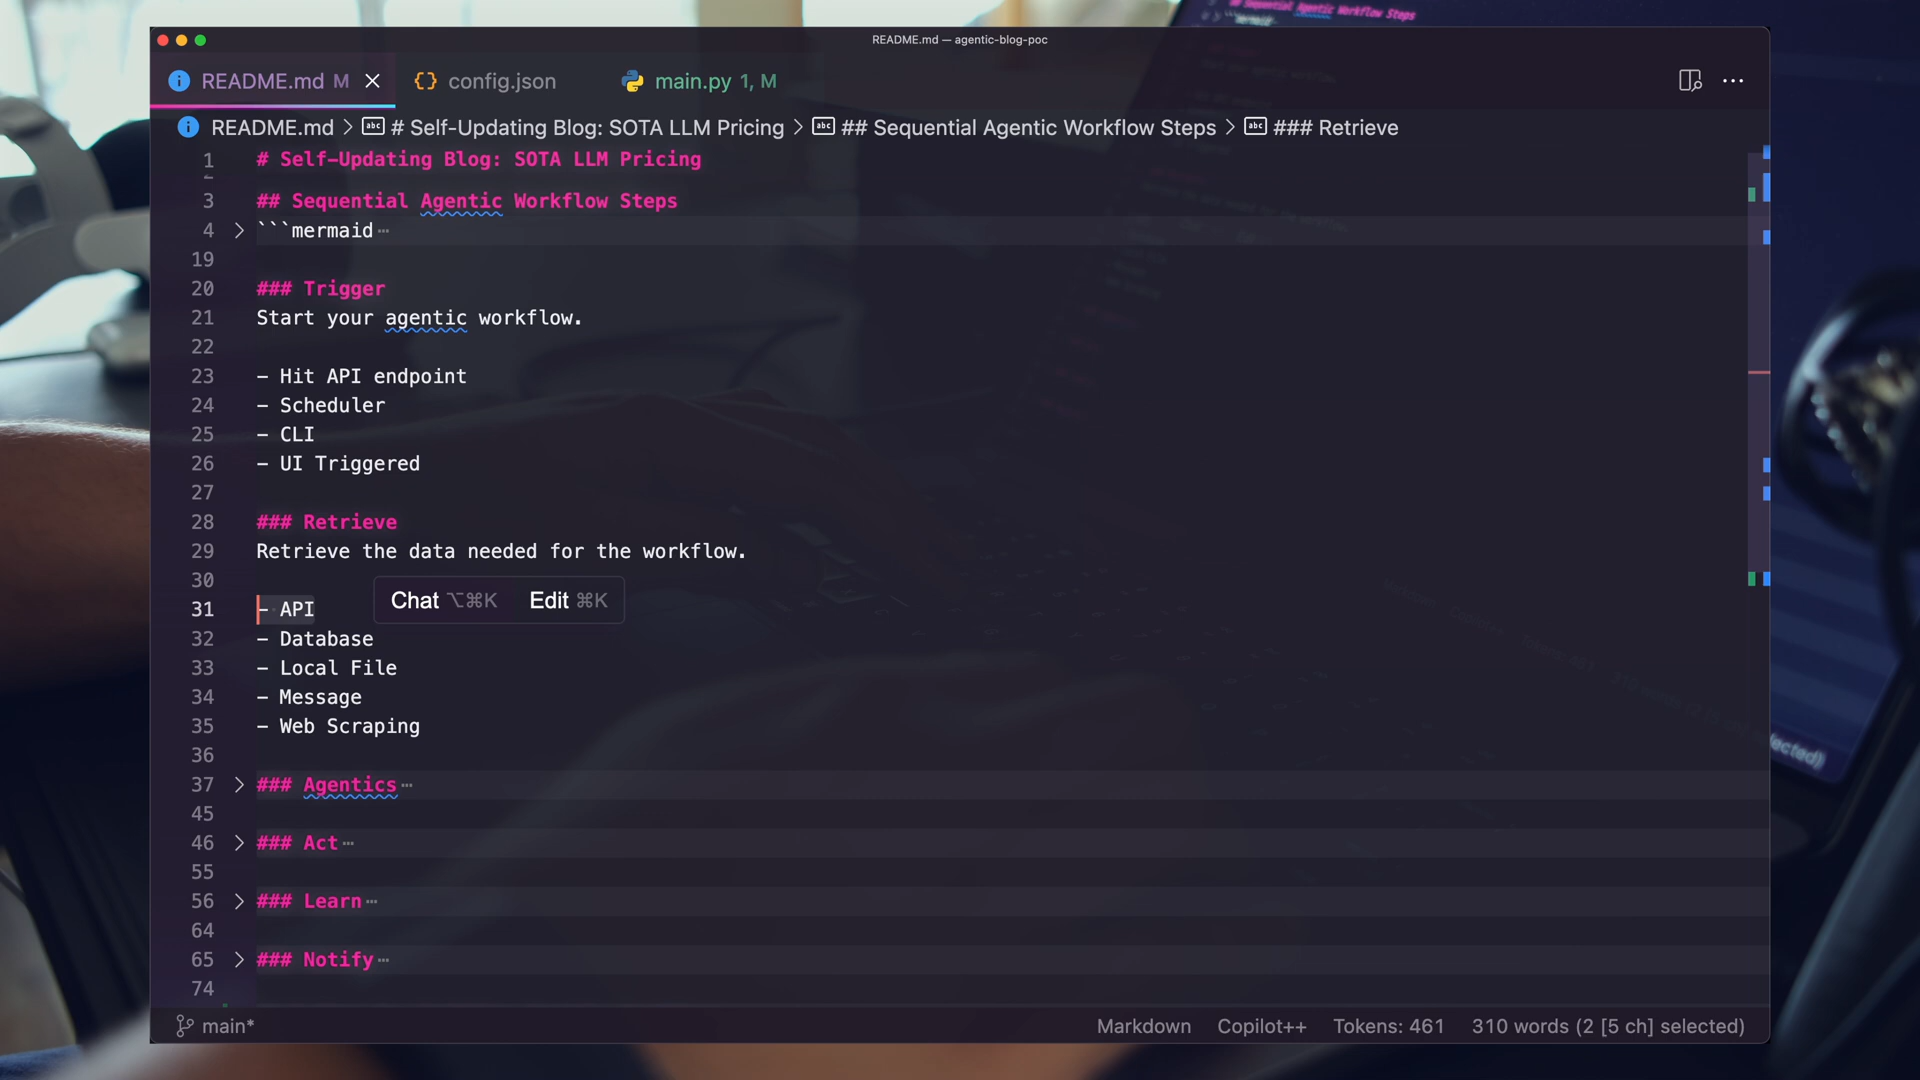 ## Sequential Agentic Workflow Steps
```mermaid
README.md — agentic-blog-poc
README.md M
config.json
main.py 1, M
README.md > # Self-Updating Blog: SOTA LLM Pricing > ## Sequential Agentic Workflow Steps > ### Retrieve
1 # Self-Updating Blog: SOTA LLM Pricing
3 ## Sequential Agentic Workflow Steps
4 > ```mermaid ···
19
20 ### Trigger
21 Start your agentic workflow.
22
23 - Hit API endpoint
24 - Scheduler
25 - CLI
26 - UI Triggered
27
28 ### Retrieve
29 Retrieve the data needed for the workflow.
30
Chat ⌥⌘K Edit ⌘K
31 - API
32 - Database
33 - Local File
34 - Message
35 - Web Scraping
36
37 > ### Agentics ···
45
46 > ### Act ···
55
56 > ### Learn ···
64
65 > ### Notify ···
74
main*
Markdown
Copilot++
Tokens: 461
310 words (2 [5 ch] selected)